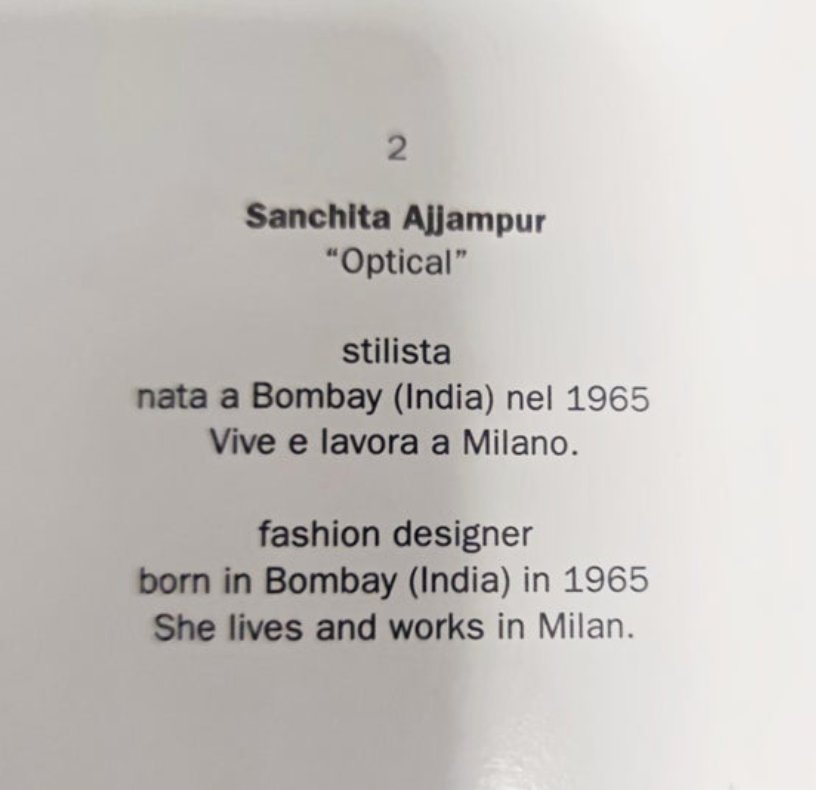 2
Sanchita Ajjampur
“Optical”
stilista
nata a Bombay (India) nel 1965
Vive e lavora a Milano.
fashion designer
born in Bombay (India) in 1965
She lives and works in Milan.